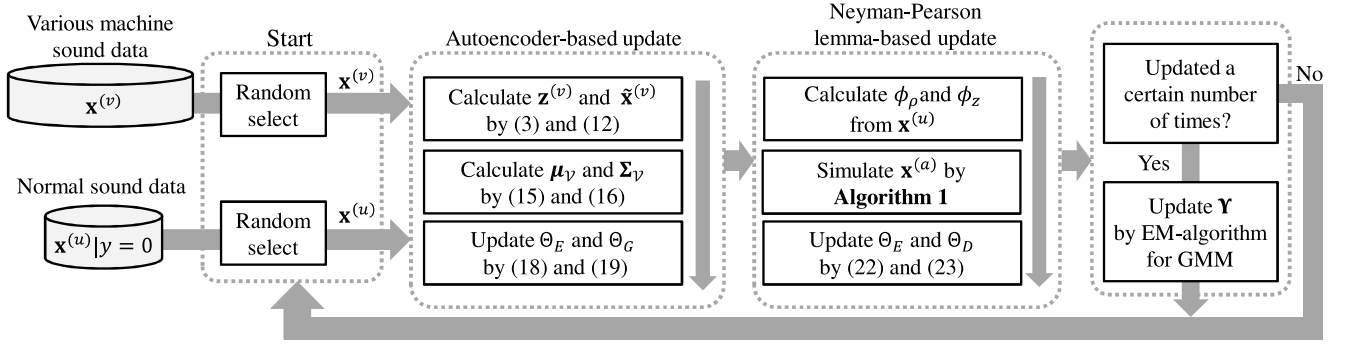 Various machine
sound data
𝐱⁽ᵛ⁾
Normal sound data
𝐱⁽ᵘ⁾|y = 0
Start
Random
select
𝐱⁽ᵛ⁾
Random
select
𝐱⁽ᵘ⁾
Autoencoder-based update
Calculate 𝐳⁽ᵛ⁾ and 𝐱̃⁽ᵛ⁾
by (3) and (12)
Calculate 𝛍_𝒱 and 𝚺_𝒱
by (15) and (16)
Update Θ_E and Θ_G
by (18) and (19)
Neyman-Pearson
lemma-based update
Calculate ϕ_ρ and ϕ_z
from 𝐱⁽ᵘ⁾
Simulate 𝐱⁽ᵃ⁾ by
Algorithm 1
Update Θ_E and Θ_D
by (22) and (23)
Updated a
certain number
of times?
No
Yes
Update 𝚼
by EM-algorithm
for GMM